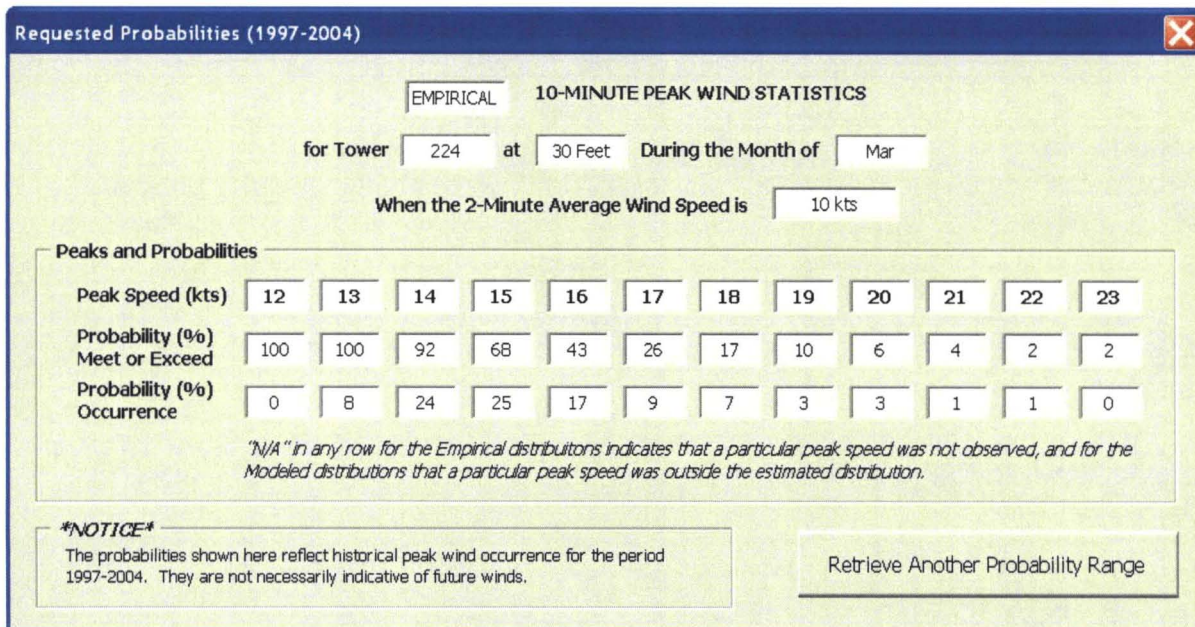 Requested Probabilities (1997-2004)
EMPIRICAL 10-MINUTE PEAK WIND STATISTICS
for Tower 224 at 30 Feet During the Month of Mar
When the 2-Minute Average Wind Speed is 10 kts
Peaks and Probabilities
Peak Speed (kts) 12 13 14 15 16 17 18 19 20 21 22 23
Probability (%)
Meet or Exceed 100 100 92 68 43 26 17 10 6 4 2 2
Probability (%)
Occurrence 0 8 24 25 17 9 7 3 3 1 1 0
"N/A" in any row for the Empirical distribuitons indicates that a particular peak speed was not observed, and for the
Modeled distributions that a particular peak speed was outside the estimated distribution.
*NOTICE*
The probabilities shown here reflect historical peak wind occurrence for the period
1997-2004. They are not necessarily indicative of future winds.
Retrieve Another Probability Range